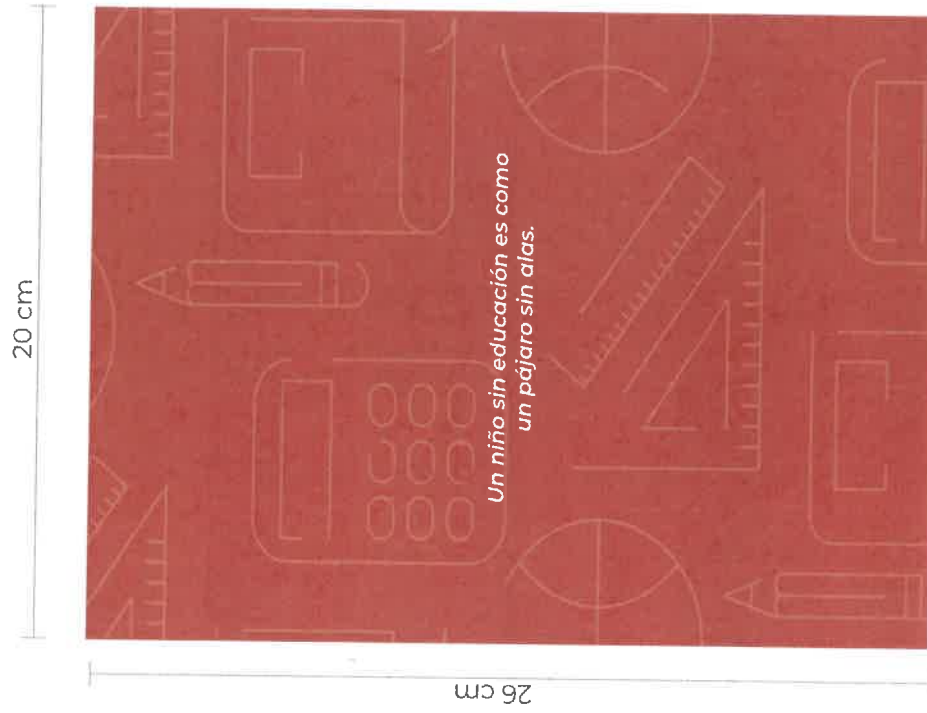 20 cm
Un niño sin educación es como
un pájaro sin alas.
26 cm